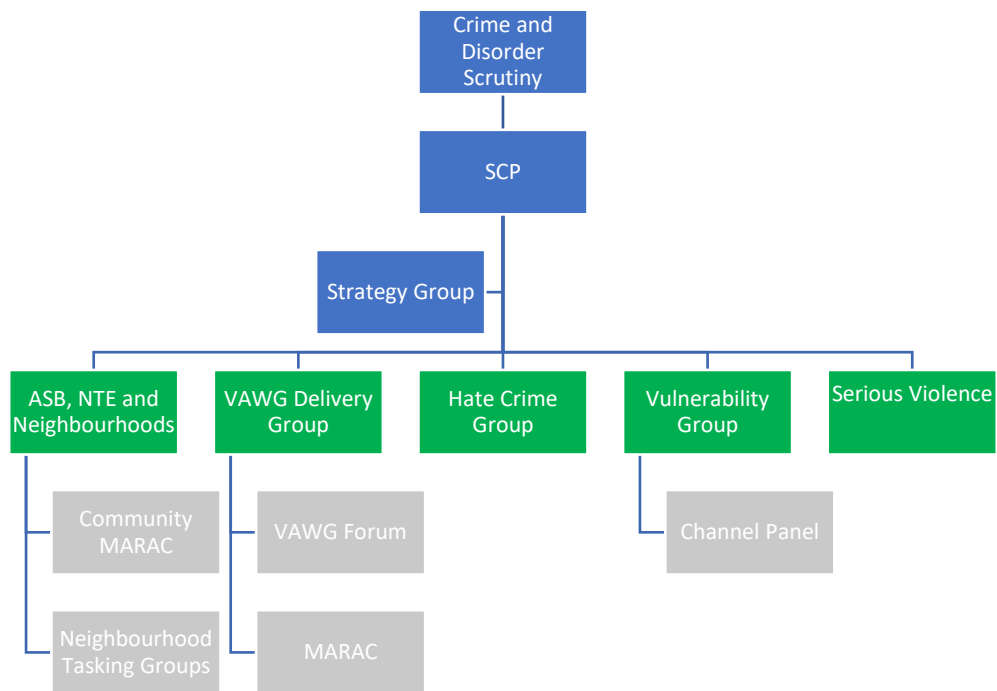 Crime and
Disorder
Scrutiny
SCP
Strategy Group
ASB, NTE and
Neighbourhoods
VAWG Delivery
Group
Hate Crime
Group
Vulnerability
Group
Serious Violence
Community
MARAC
VAWG Forum
Channel Panel
Neighbourhood
Tasking Groups
MARAC